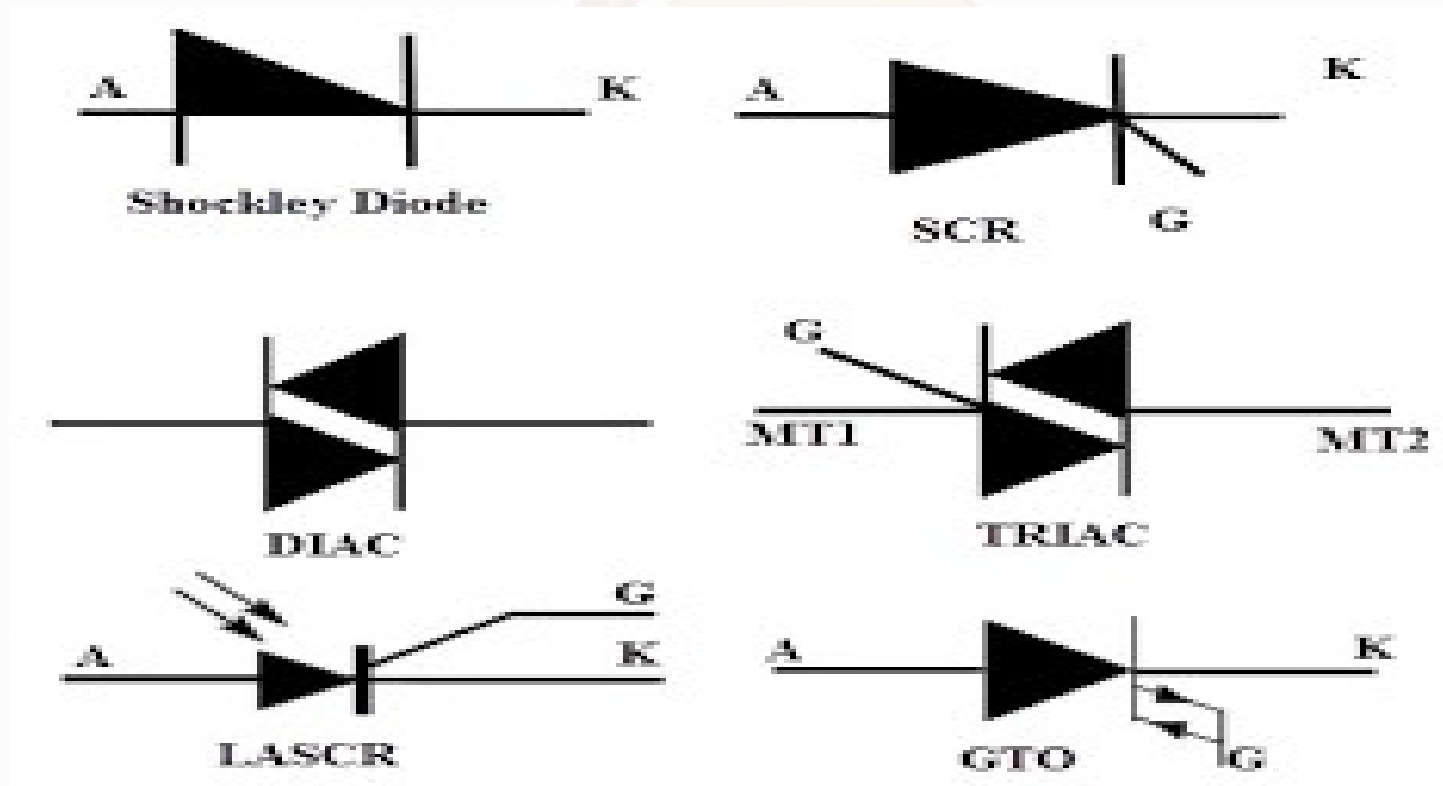 A K
Shockley Diode
A K
G
SCR
DIAC
G
MT1 MT2
TRIAC
G
A K
LASCR
A K
G
GTO